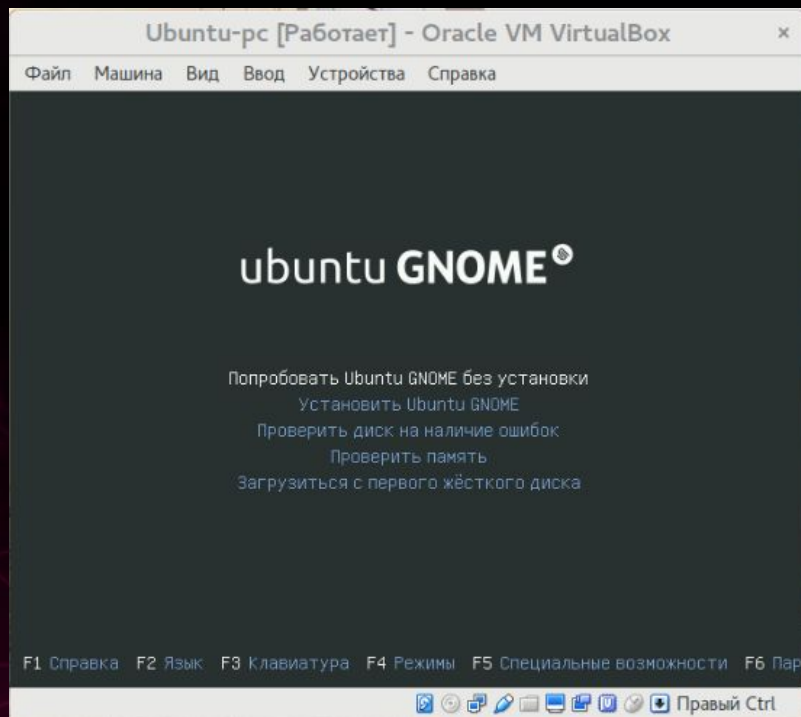 Ubuntu-pc [Работает] - Oracle VM VirtualBox
Файл Машина Вид Ввод Устройства Справка
ubuntu GNOME
Попробовать Ubuntu GNOME без установки
Установить Ubuntu GNOME
Проверить диск на наличие ошибок
Проверить память
Загрузиться с первого жёсткого диска
F1 Справка F2 Язык F3 Клавиатура F4 Режимы F5 Специальные возможности F6 Пар
Правый Ctrl